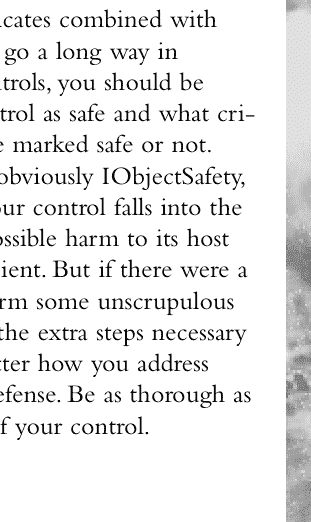 icates combined with
go a long way in
trols, you should be
trol as safe and what cri-
e marked safe or not.
obviously IObjectSafety,
our control falls into the
ossible harm to its host
ient. But if there were a
rm some unscrupulous
the extra steps necessary
tter how you address
efense. Be as thorough as
f your control.